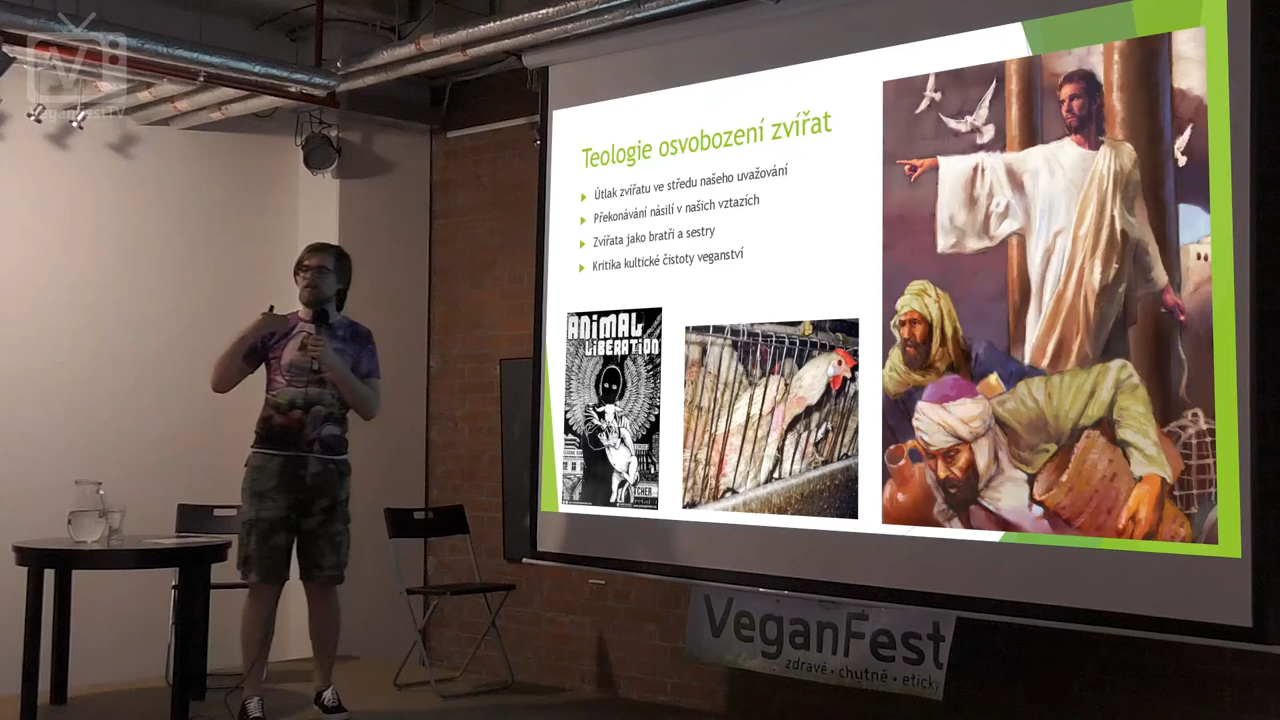 VeganFestTV
Teologie osvobození zvířat
Útlak zvířatu ve středu našeho uvažování
Překonávání násilí v našich vztazích
Zvířata jako bratři a sestry
Kritika kultické čistoty veganství
ANiMAL
LiBERATiON
VeganFest
zdravě • chutně • eticky